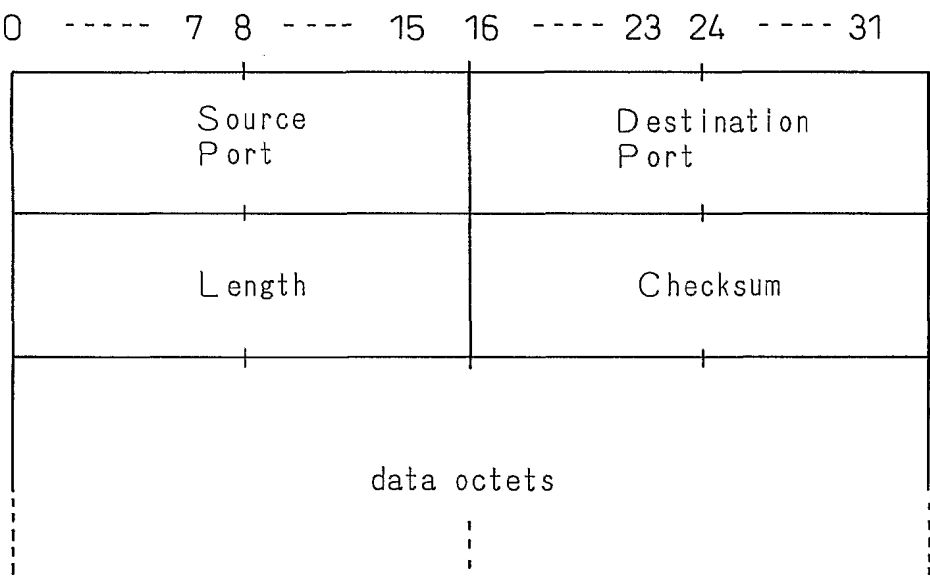 0 ----- 7 8 ---- 15 16 ---- 23 24 ---- 31
Source
Port
Destination
Port
Length
Checksum
data octets